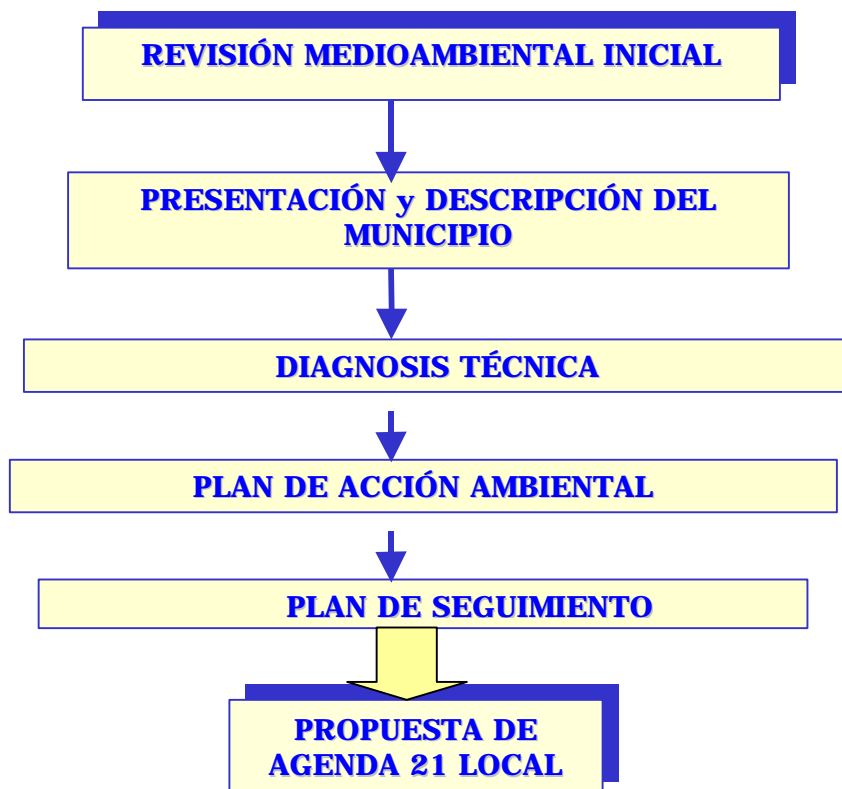 REVISIÓN MEDIOAMBIENTAL INICIAL
PRESENTACIÓN y DESCRIPCIÓN DEL
MUNICIPIO
DIAGNOSIS TÉCNICA
PLAN DE ACCIÓN AMBIENTAL
PLAN DE SEGUIMIENTO
PROPUESTA DE
AGENDA 21 LOCAL